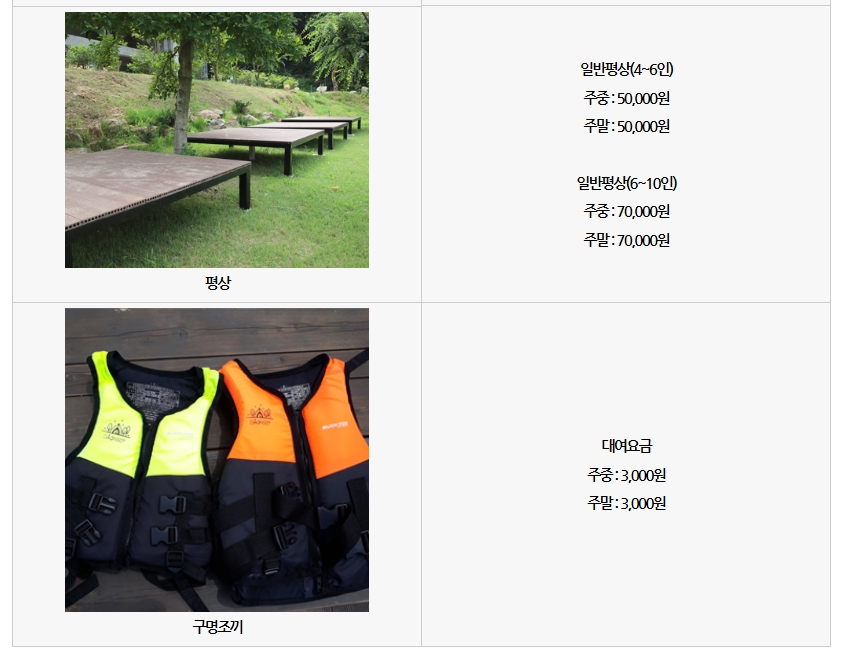 일반평상(4~6인)
주중 : 50,000원
주말 : 50,000원
일반평상(6~10인)
주중 : 70,000원
주말 : 70,000원
평상
대여요금
주중 : 3,000원
주말 : 3,000원
구명조끼